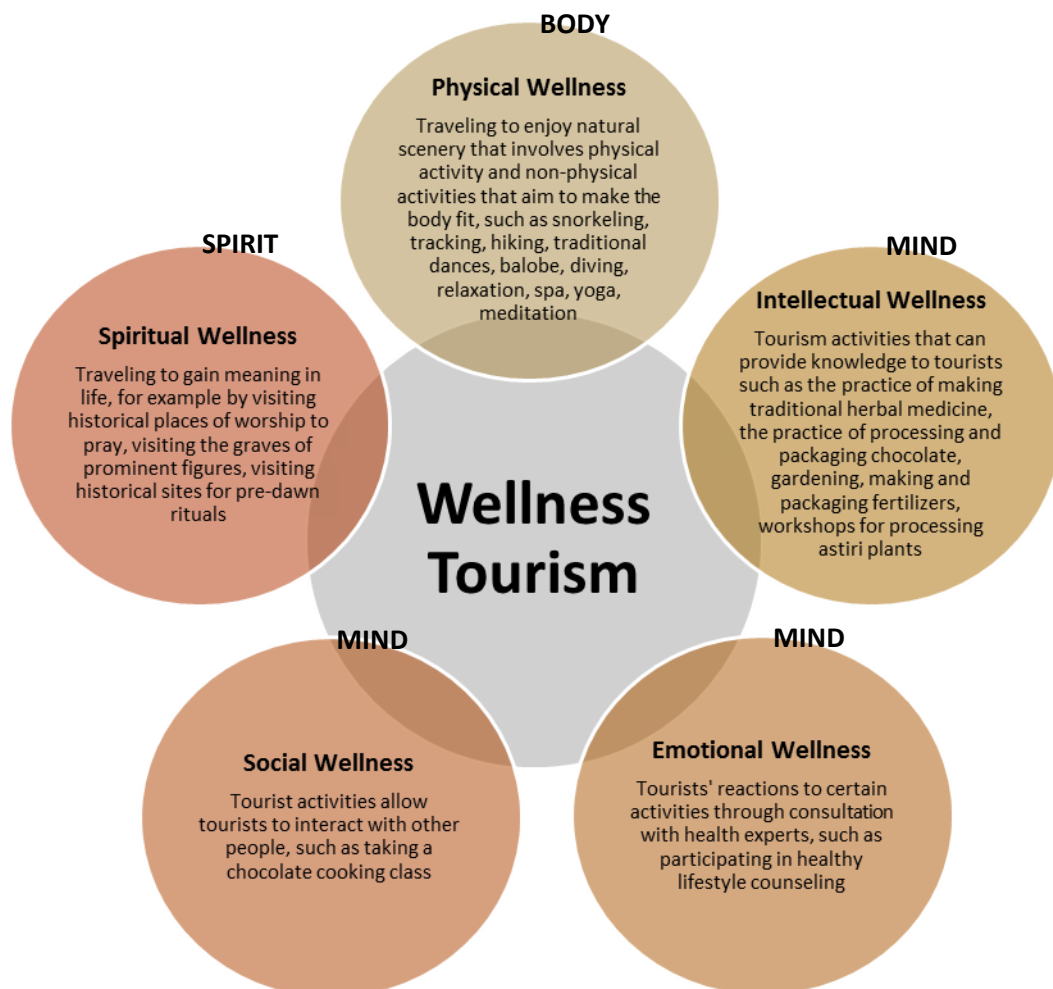 BODY
Physical Wellness
Traveling to enjoy natural
scenery that involves physical
activity and non-physical
activities that aim to make the
body fit, such as snorkeling,
tracking, hiking, traditional
dances, balobe, diving,
relaxation, spa, yoga,
meditation
MIND
Intellectual Wellness
Tourism activities that can
provide knowledge to tourists
such as the practice of making
traditional herbal medicine,
the practice of processing and
packaging chocolate,
gardening, making and
packaging fertilizers,
workshops for processing
astiri plants
MIND
Emotional Wellness
Tourists' reactions to certain
activities through consultation
with health experts, such as
participating in healthy
lifestyle counseling
MIND
Social Wellness
Tourist activities allow
tourists to interact with other
people, such as taking a
chocolate cooking class
SPIRIT
Spiritual Wellness
Traveling to gain meaning in
life, for example by visiting
historical places of worship to
pray, visiting the graves of
prominent figures, visiting
historical sites for pre-dawn
rituals
Wellness
Tourism